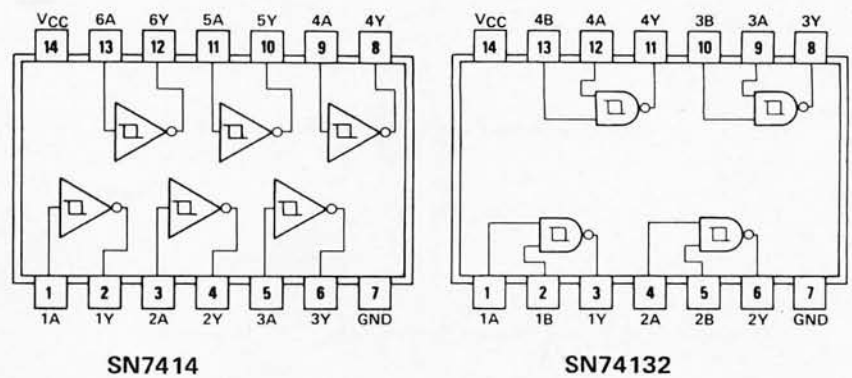 VCC 6A 6Y 5A 5Y 4A 4Y
14 13 12 11 10 9 8
1 2 3 4 5 6 7
1A 1Y 2A 2Y 3A 3Y GND
SN7414
VCC 4B 4A 4Y 3B 3A 3Y
14 13 12 11 10 9 8
1 2 3 4 5 6 7
1A 1B 1Y 2A 2B 2Y GND
SN74132